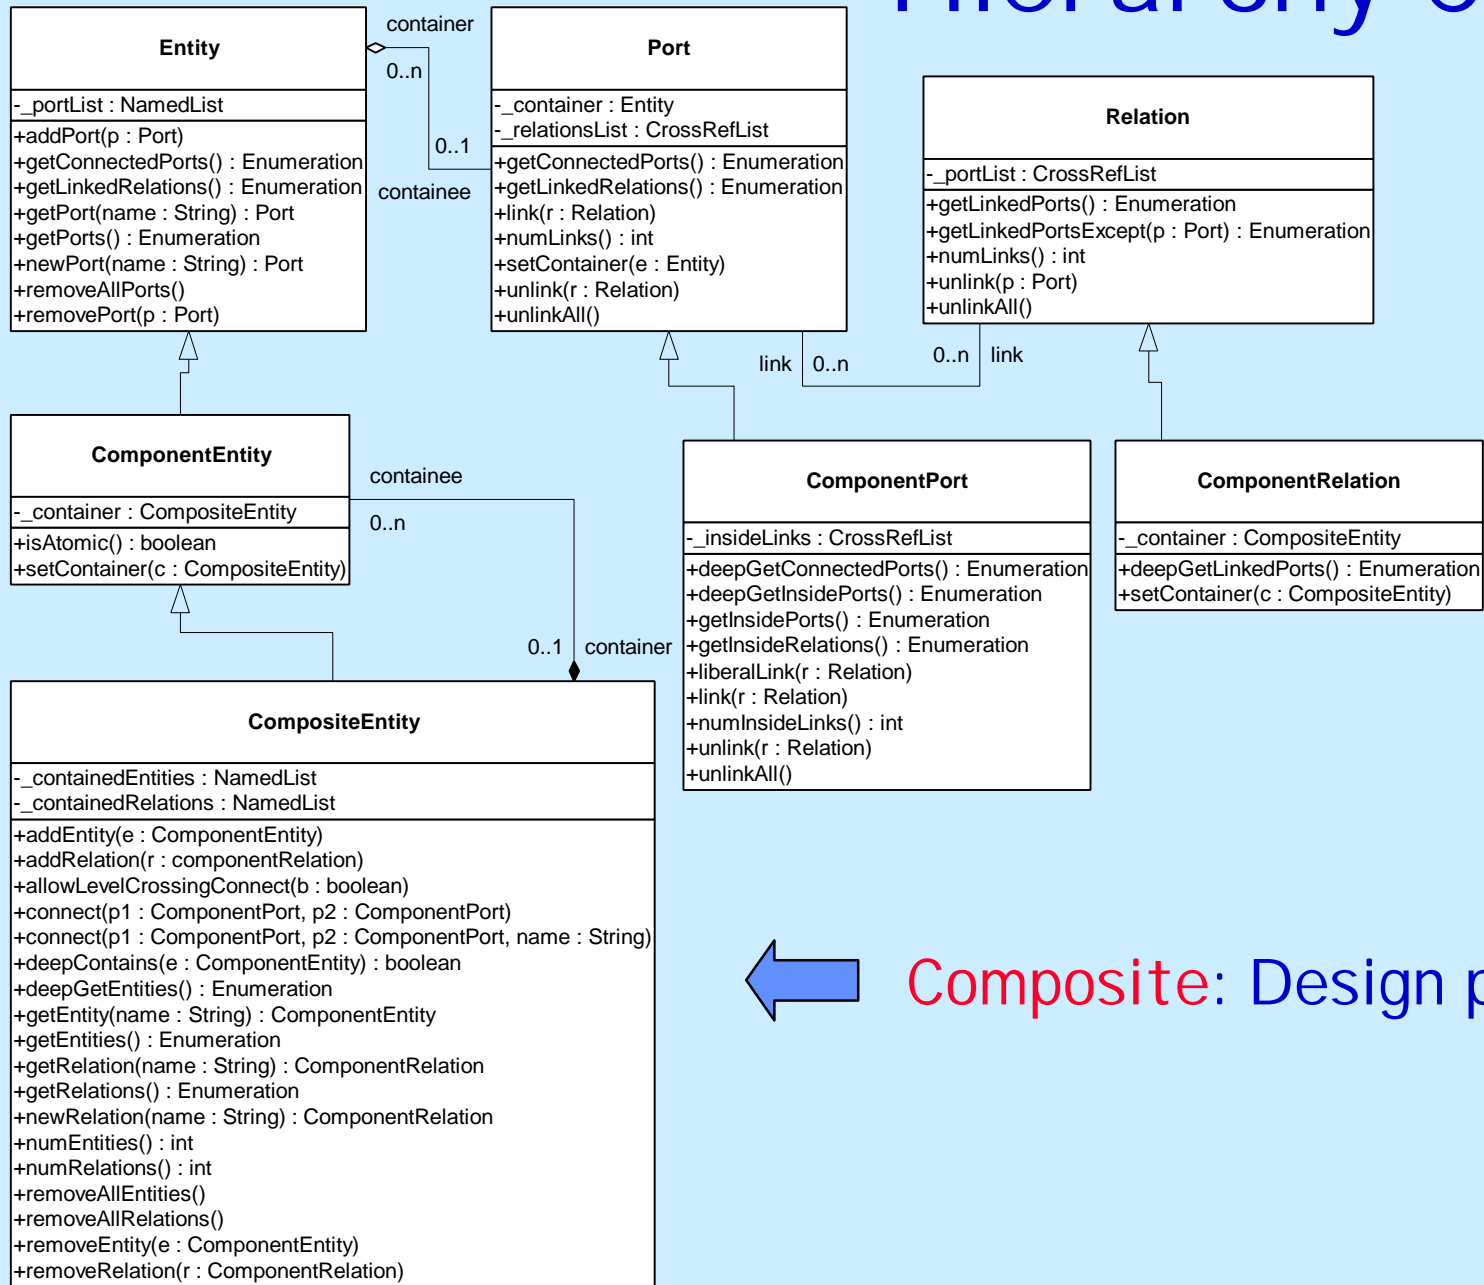 Entity
-_portList : NamedList
+addPort(p : Port)
+getConnectedPorts() : Enumeration
+getLinkedRelations() : Enumeration
+getPort(name : String) : Port
+getPorts() : Enumeration
+newPort(name : String) : Port
+removeAllPorts()
+removePort(p : Port)
container
0..n
0..1
containee
Port
-_container : Entity
-_relationsList : CrossRefList
+getConnectedPorts() : Enumeration
+getLinkedRelations() : Enumeration
+link(r : Relation)
+numLinks() : int
+setContainer(e : Entity)
+unlink(r : Relation)
+unlinkAll()
Relation
-_portList : CrossRefList
+getLinkedPorts() : Enumeration
+getLinkedPortsExcept(p : Port) : Enumeration
+numLinks() : int
+unlink(p : Port)
+unlinkAll()
link 0..n
0..n link
ComponentEntity
-_container : CompositeEntity
+isAtomic() : boolean
+setContainer(c : CompositeEntity)
containee
0..n
0..1 container
ComponentPort
-_insideLinks : CrossRefList
+deepGetConnectedPorts() : Enumeration
+deepGetInsidePorts() : Enumeration
+getInsidePorts() : Enumeration
+getInsideRelations() : Enumeration
+liberalLink(r : Relation)
+link(r : Relation)
+numInsideLinks() : int
+unlink(r : Relation)
+unlinkAll()
ComponentRelation
-_container : CompositeEntity
+deepGetLinkedPorts() : Enumeration
+setContainer(c : CompositeEntity)
CompositeEntity
-_containedEntities : NamedList
-_containedRelations : NamedList
+addEntity(e : ComponentEntity)
+addRelation(r : componentRelation)
+allowLevelCrossingConnect(b : boolean)
+connect(p1 : ComponentPort, p2 : ComponentPort)
+connect(p1 : ComponentPort, p2 : ComponentPort, name : String)
+deepContains(e : ComponentEntity) : boolean
+deepGetEntities() : Enumeration
+getEntity(name : String) : ComponentEntity
+getEntities() : Enumeration
+getRelation(name : String) : ComponentRelation
+getRelations() : Enumeration
+newRelation(name : String) : ComponentRelation
+numEntities() : int
+numRelations() : int
+removeAllEntities()
+removeAllRelations()
+removeEntity(e : ComponentEntity)
+removeRelation(r : ComponentRelation)
Composite: Design